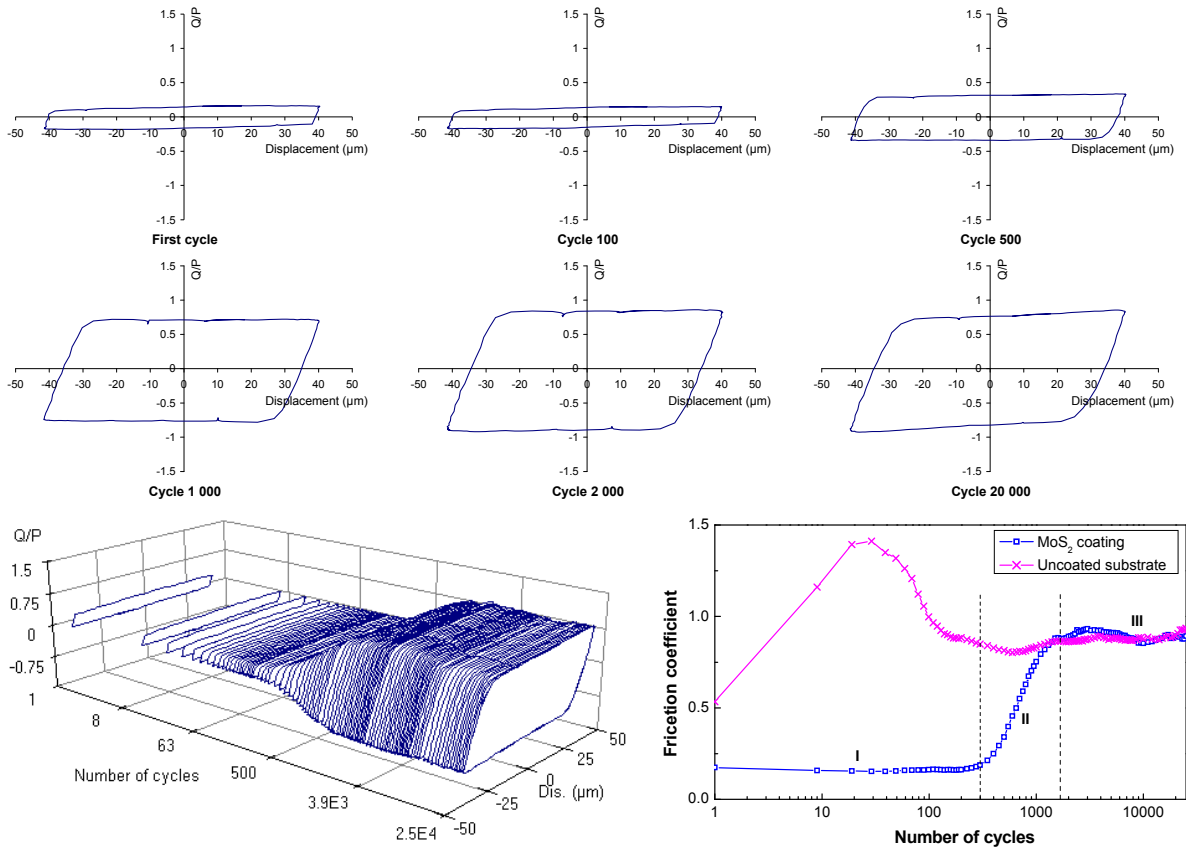 1.5
1
0.5
0
-0.5
-1
-1.5
Q/P
-50 -40 -30 -20 -10 0 10 20 30 40 50
Displacement (µm)
First cycle
1.5
1
0.5
0
-0.5
-1
-1.5
Q/P
-50 -40 -30 -20 -10 0 10 20 30 40 50
Displacement (µm)
Cycle 100
1.5
1
0.5
0
-0.5
-1
-1.5
Q/P
-50 -40 -30 -20 -10 0 10 20 30 40 50
Displacement (µm)
Cycle 500
1.5
1
0.5
0
-0.5
-1
-1.5
Q/P
-50 -40 -30 -20 -10 0 10 20 30 40 50
Displacement (µm)
Cycle 1 000
1.5
1
0.5
0
-0.5
-1
-1.5
Q/P
-50 -40 -30 -20 -10 0 10 20 30 40 50
Displacement (µm)
Cycle 2 000
1.5
1
0.5
0
-0.5
-1
-1.5
Q/P
-50 -40 -30 -20 -10 0 10 20 30 40 50
Displacement (µm)
Cycle 20 000
Q/P
1.5
0.75
0
-0.75
1
8
63
500
3.9E3
2.5E4
Number of cycles
-50
-25
0
25
50
Dis. (µm)
1.5
1.0
0.5
0.0
Fricetion coefficient
MoS₂ coating
Uncoated substrate
I
II
III
1 10 100 1000 10000
Number of cycles